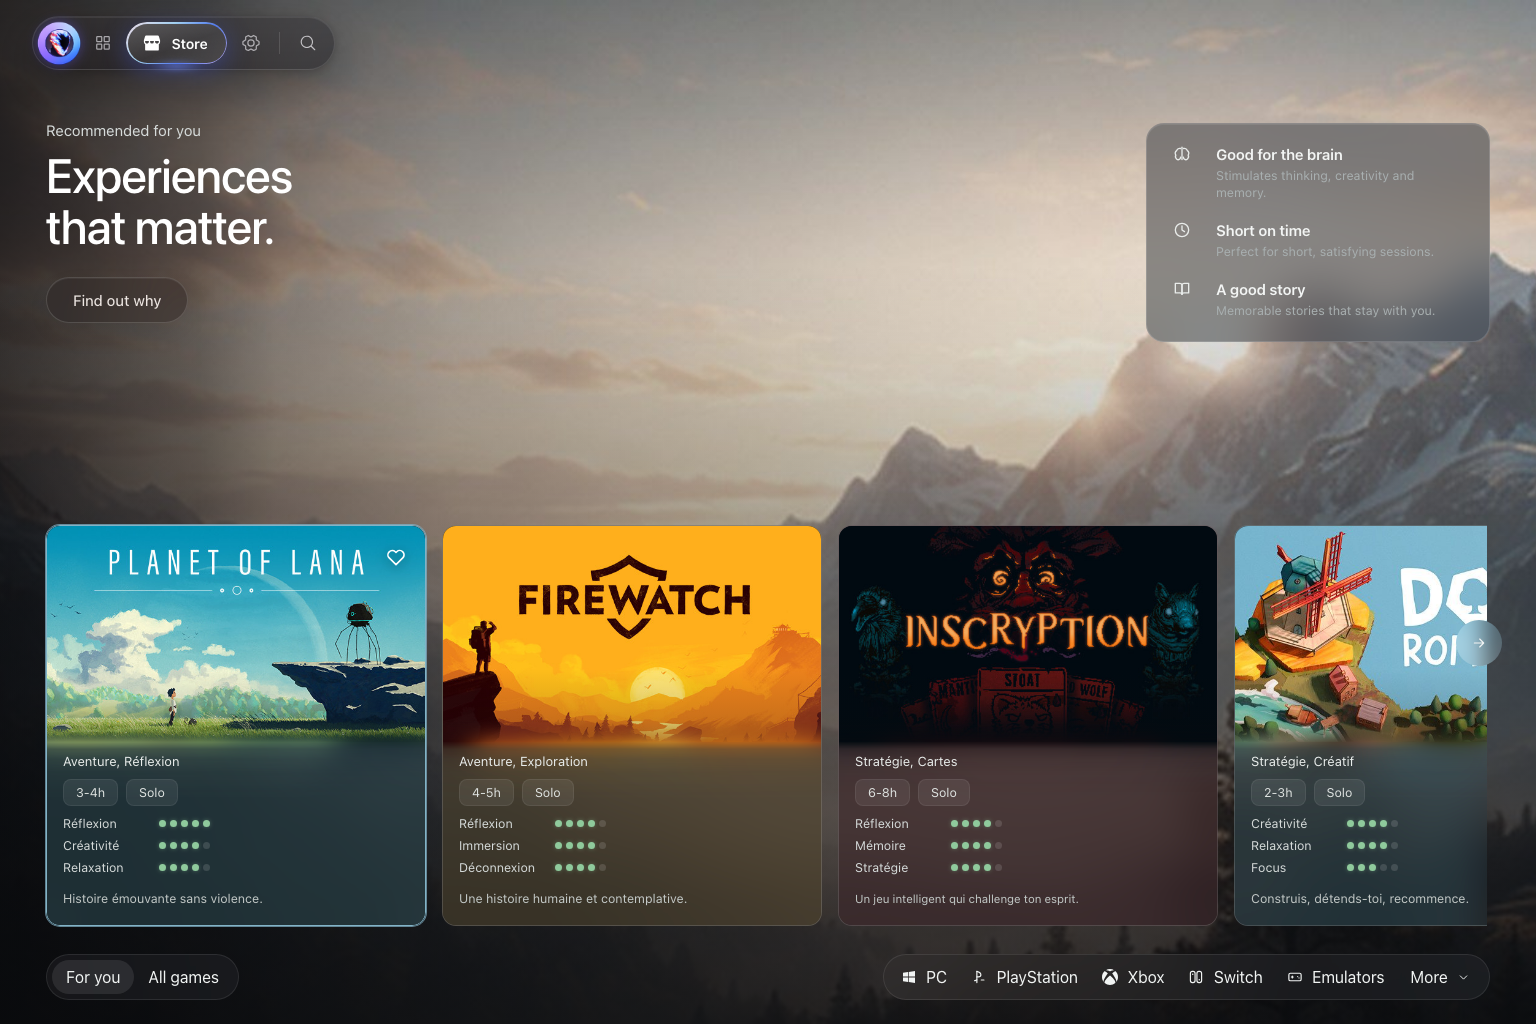 Store
Recommended for you
Experiences
that matter.
Find out why
Good for the brain
Stimulates thinking, creativity and
memory.
Short on time
Perfect for short, satisfying sessions.
A good story
Memorable stories that stay with you.
PLANET OF LANA
Aventure, Réflexion
3-4h
Solo
Réflexion
Créativité
Relaxation
Histoire émouvante sans violence.
FIREWATCH
Aventure, Exploration
4-5h
Solo
Réflexion
Immersion
Déconnexion
Une histoire humaine et contemplative.
INSCRYPTION
STOAT
WOLF
Stratégie, Cartes
6-8h
Solo
Réflexion
Mémoire
Stratégie
Un jeu intelligent qui challenge ton esprit.
Stratégie, Créatif
2-3h
Solo
Créativité
Relaxation
Focus
Construis, détends-toi, recommence.
For you
All games
PC
PlayStation
Xbox
Switch
Emulators
More